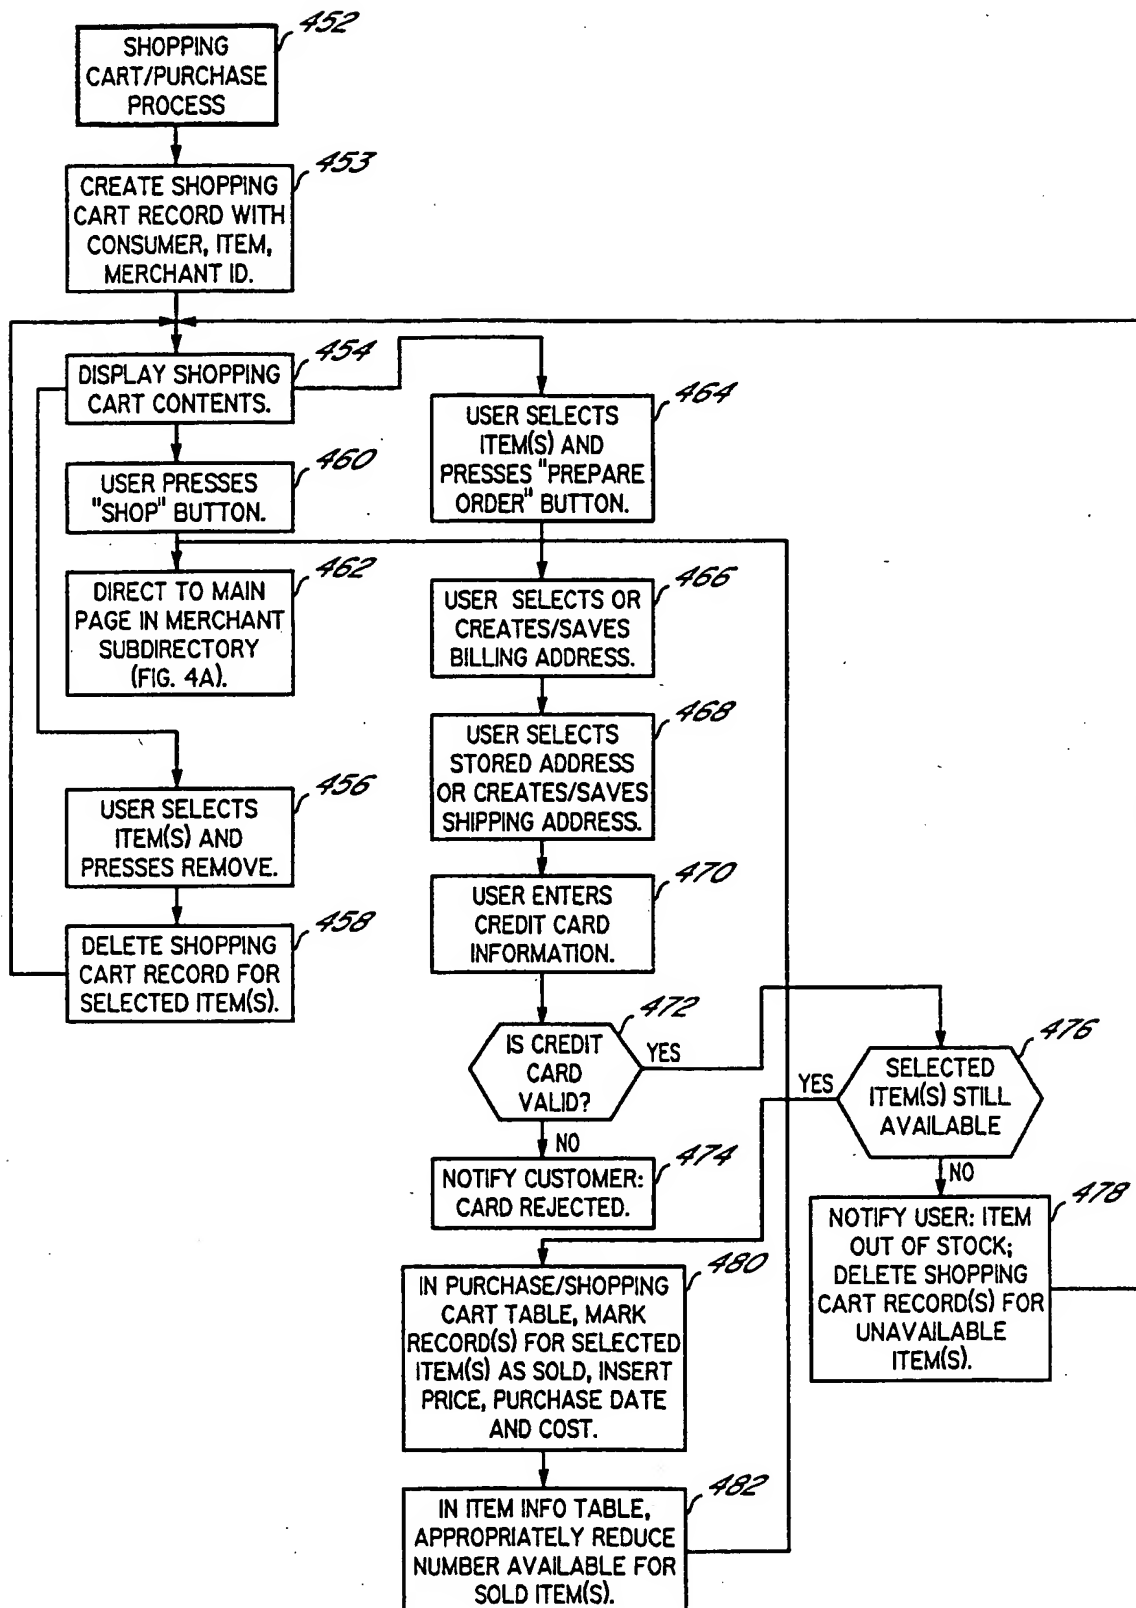 452
SHOPPING
CART/PURCHASE
PROCESS
453
CREATE SHOPPING
CART RECORD WITH
CONSUMER, ITEM,
MERCHANT ID.
454
DISPLAY SHOPPING
CART CONTENTS.
460
USER PRESSES
"SHOP" BUTTON.
462
DIRECT TO MAIN
PAGE IN MERCHANT
SUBDIRECTORY
(FIG. 4A).
456
USER SELECTS
ITEM(S) AND
PRESSES REMOVE.
458
DELETE SHOPPING
CART RECORD FOR
SELECTED ITEM(S).
464
USER SELECTS
ITEM(S) AND
PRESSES "PREPARE
ORDER" BUTTON.
466
USER SELECTS OR
CREATES/SAVES
BILLING ADDRESS.
468
USER SELECTS
STORED ADDRESS
OR CREATES/SAVES
SHIPPING ADDRESS.
470
USER ENTERS
CREDIT CARD
INFORMATION.
472
IS CREDIT
CARD
VALID?
YES
NO
474
NOTIFY CUSTOMER:
CARD REJECTED.
476
SELECTED
ITEM(S) STILL
AVAILABLE
YES
NO
478
NOTIFY USER: ITEM
OUT OF STOCK;
DELETE SHOPPING
CART RECORD(S) FOR
UNAVAILABLE
ITEM(S).
480
IN PURCHASE/SHOPPING
CART TABLE, MARK
RECORD(S) FOR SELECTED
ITEM(S) AS SOLD, INSERT
PRICE, PURCHASE DATE
AND COST.
482
IN ITEM INFO TABLE,
APPROPRIATELY REDUCE
NUMBER AVAILABLE FOR
SOLD ITEM(S).